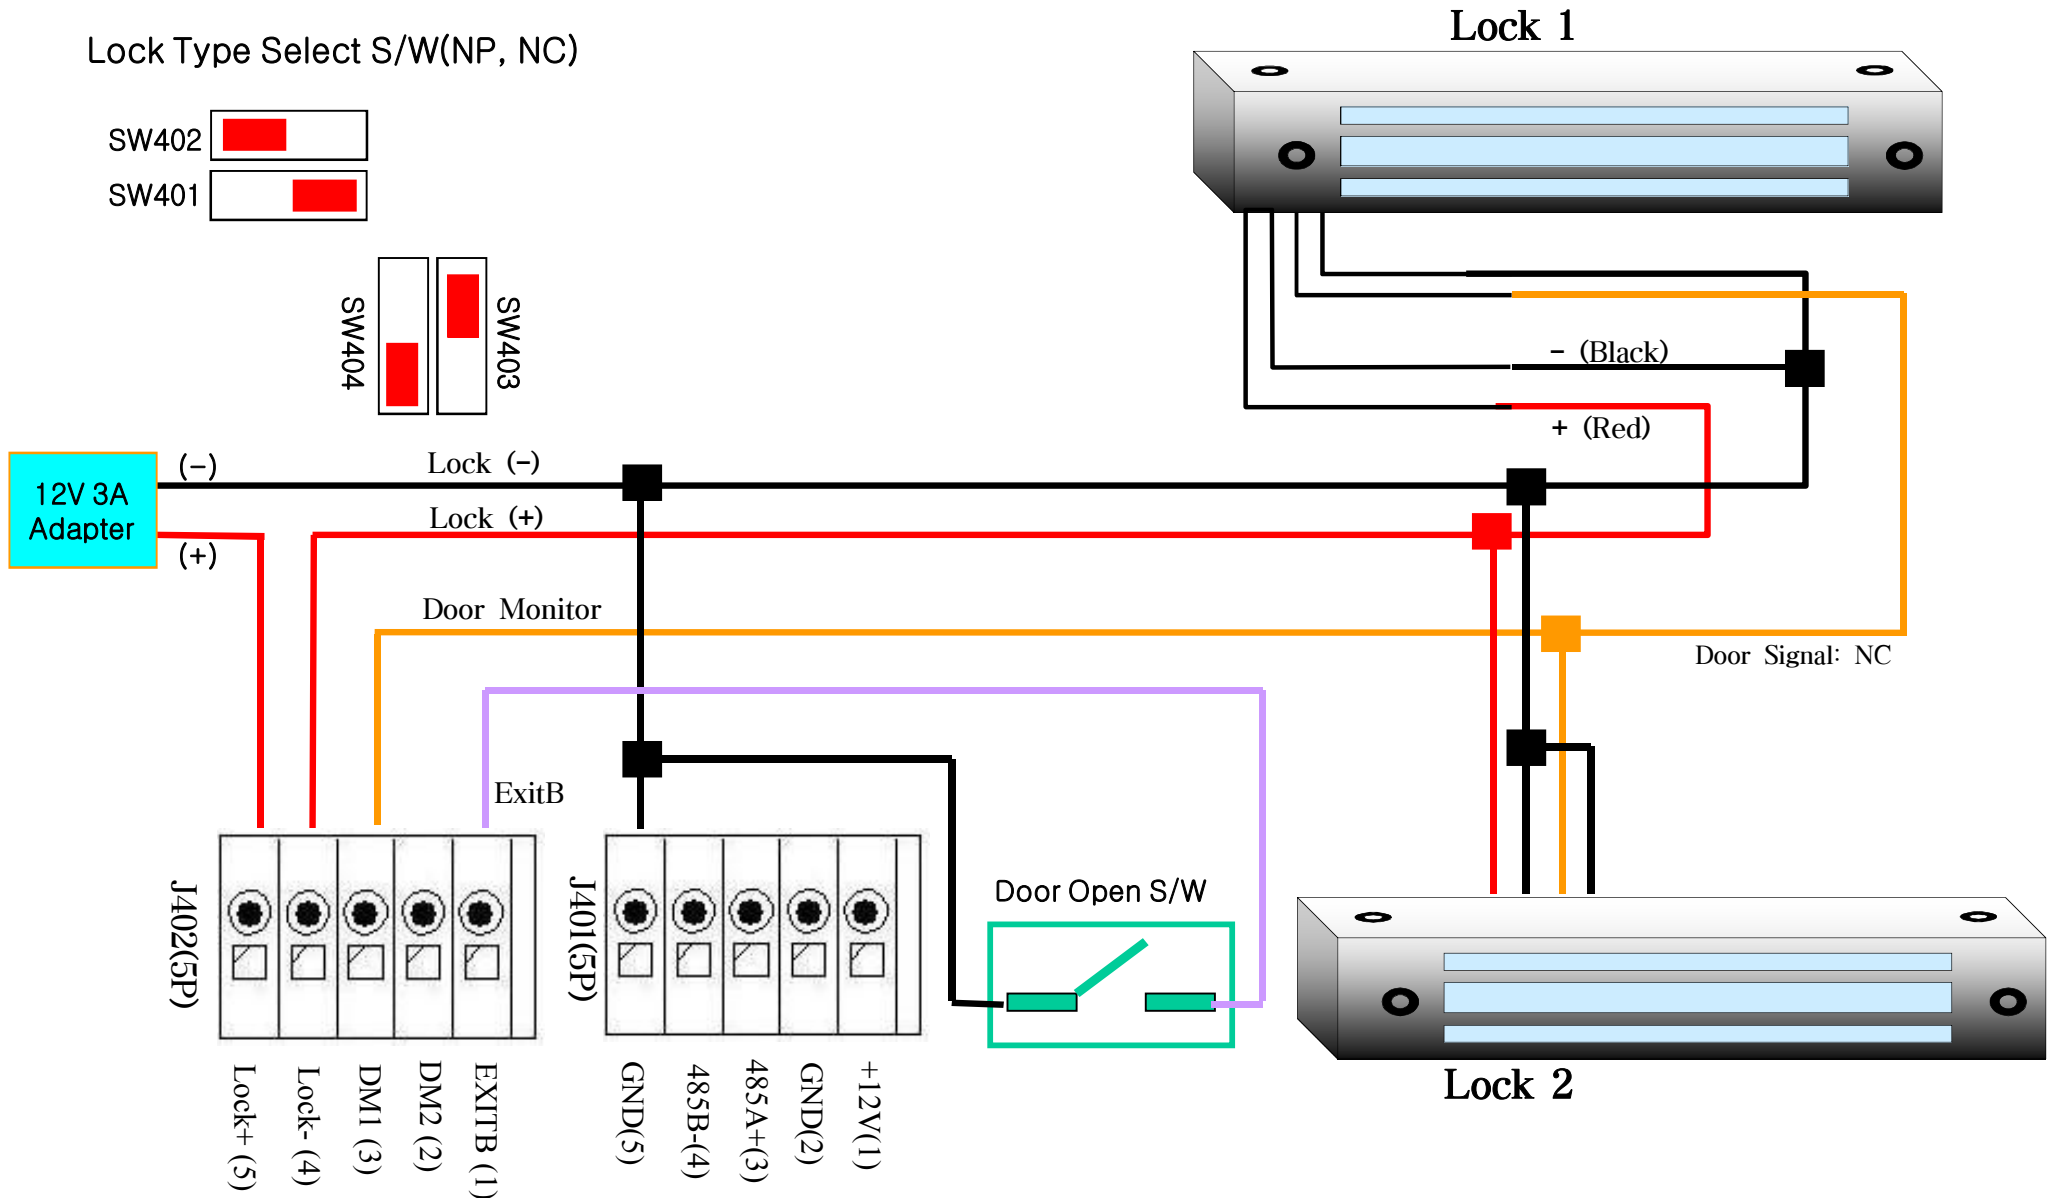 Lock 1
Lock Type Select S/W(NP, NC)
SW402
SW401
SW404
SW403
- (Black)
+ (Red)
12V 3A
Adapter
(-)
(+)
Lock (-)
Lock (+)
Door Monitor
Door Signal: NC
ExitB
J402(5P)
J401(5P)
Door Open S/W
Lock+ (5)
Lock- (4)
DM1 (3)
DM2 (2)
EXITB (1)
GND(5)
485B-(4)
485A+(3)
GND(2)
+12V(1)
Lock 2